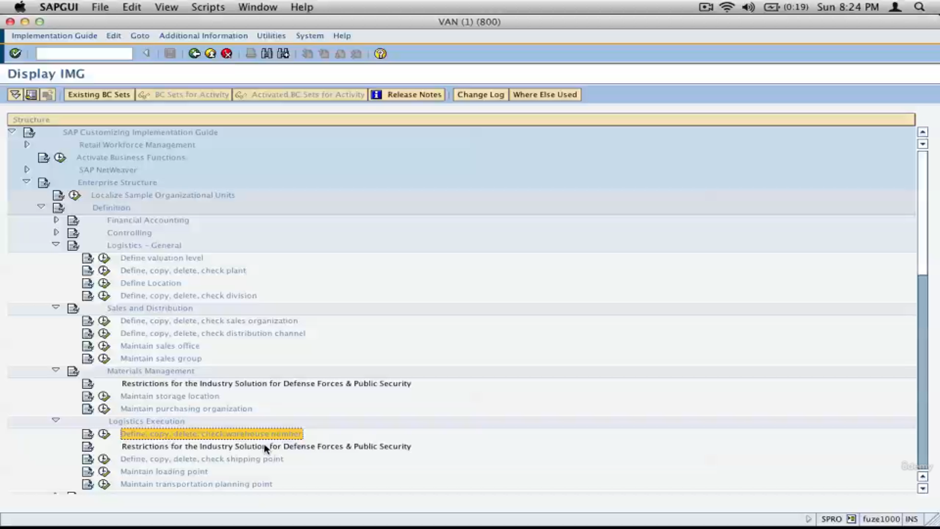 SAPGUI File Edit View Scripts Window Help (0:19) Sun 8:24 PM
VAN (1) (800)
Implementation Guide Edit Goto Additional Information Utilities System Help
Display IMG
Existing BC Sets BC Sets for Activity Activated BC Sets for Activity Release Notes Change Log Where Else Used
Structure
SAP Customizing Implementation Guide
Retail Workforce Management
Activate Business Functions
SAP NetWeaver
Enterprise Structure
Localize Sample Organizational Units
Definition
Financial Accounting
Controlling
Logistics - General
Define valuation level
Define, copy, delete, check plant
Define Location
Define, copy, delete, check division
Sales and Distribution
Define, copy, delete, check sales organization
Define, copy, delete, check distribution channel
Maintain sales office
Maintain sales group
Materials Management
Restrictions for the Industry Solution for Defense Forces & Public Security
Maintain storage location
Maintain purchasing organization
Logistics Execution
Define, copy, delete, check warehouse number
Restrictions for the Industry Solution for Defense Forces & Public Security
Define, copy, delete, check shipping point
Maintain loading point
Maintain transportation planning point
Udemy
SPRO fuze1000 INS